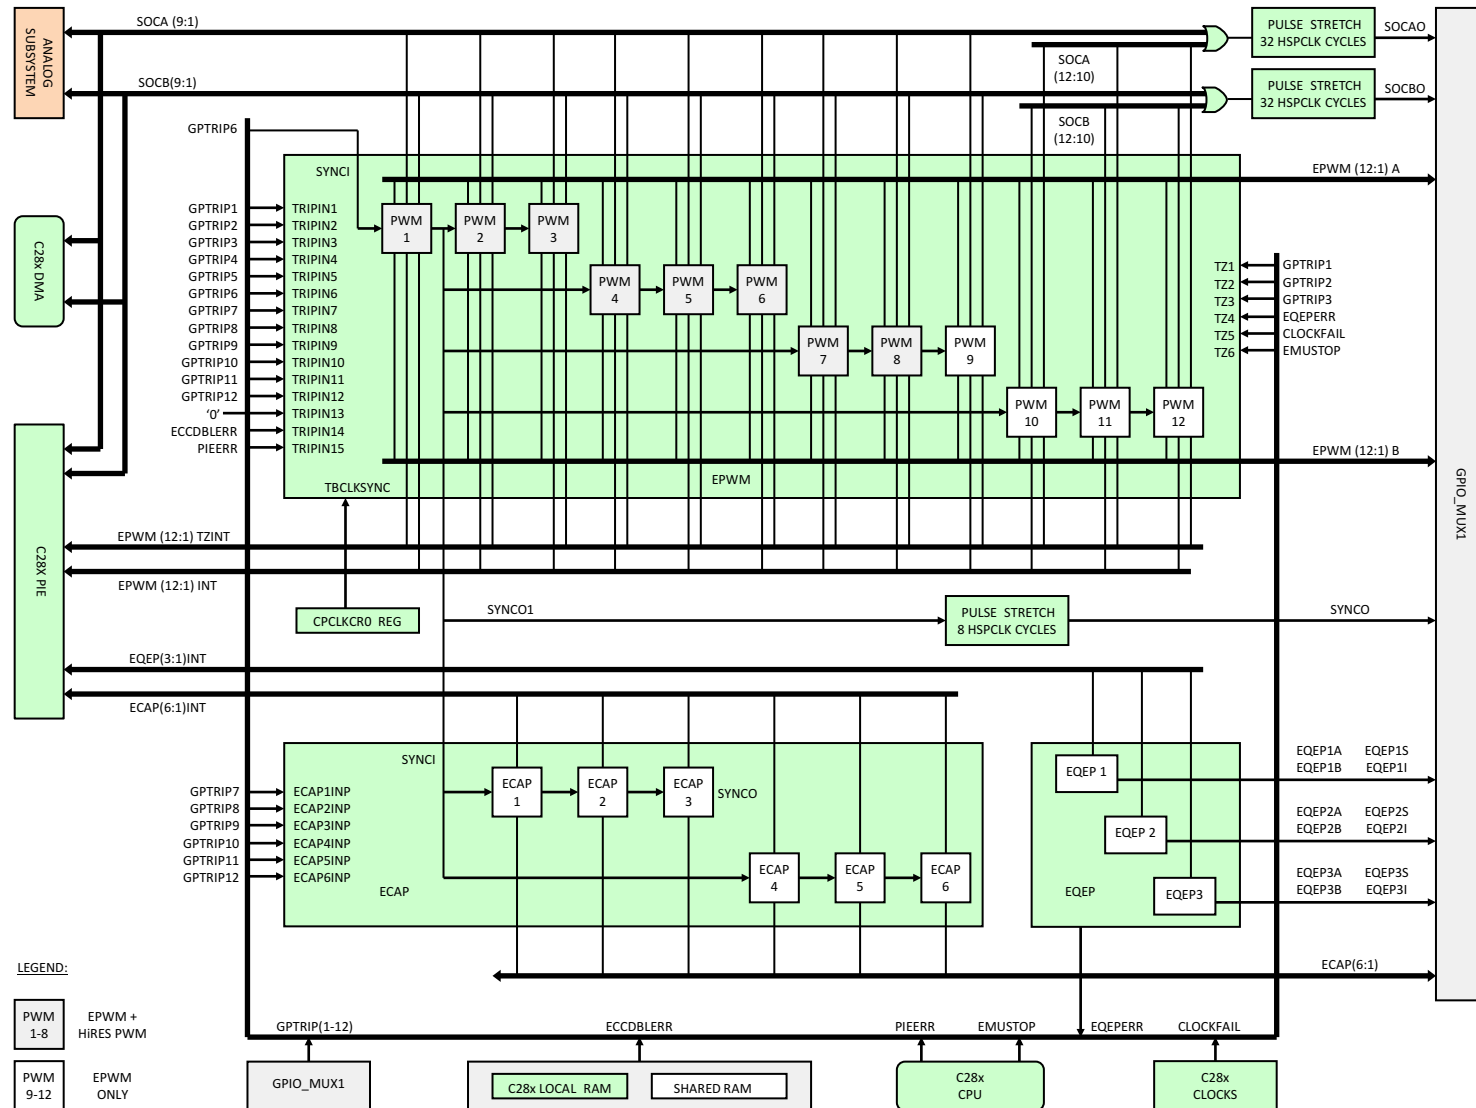 SOCA (9:1)
ANALOG
SUBSYSTEM
PULSE STRETCH
32 HSPCLK CYCLES
SOCAO
SOCA
(12:10)
SOCB(9:1)
PULSE STRETCH
32 HSPCLK CYCLES
SOCBO
SOCB
(12:10)
GPTRIP6
SYNCI
EPWM (12:1) A
C28x DMA
GPTRIP1
GPTRIP2
GPTRIP3
GPTRIP4
GPTRIP5
GPTRIP6
GPTRIP7
GPTRIP8
GPTRIP9
GPTRIP10
GPTRIP11
GPTRIP12
‘0’
ECCDBLERR
PIEERR
TRIPIN1
TRIPIN2
TRIPIN3
TRIPIN4
TRIPIN5
TRIPIN6
TRIPIN7
TRIPIN8
TRIPIN9
TRIPIN10
TRIPIN11
TRIPIN12
TRIPIN13
TRIPIN14
TRIPIN15
PWM
1
PWM
2
PWM
3
PWM
4
PWM
5
PWM
6
PWM
7
PWM
8
PWM
9
PWM
10
PWM
11
PWM
12
TZ1
TZ2
TZ3
TZ4
TZ5
TZ6
GPTRIP1
GPTRIP2
GPTRIP3
EQEPERR
CLOCKFAIL
EMUSTOP
EPWM (12:1) B
EPWM
TBCLKSYNC
GPIO_MUX1
C28X PIE
EPWM (12:1) TZINT
EPWM (12:1) INT
CPCLKCR0 REG
SYNCO1
PULSE STRETCH
8 HSPCLK CYCLES
SYNCO
EQEP(3:1)INT
ECAP(6:1)INT
SYNCI
GPTRIP7
GPTRIP8
GPTRIP9
GPTRIP10
GPTRIP11
GPTRIP12
ECAP1INP
ECAP2INP
ECAP3INP
ECAP4INP
ECAP5INP
ECAP6INP
ECAP
1
ECAP
2
ECAP
3
SYNCO
ECAP
4
ECAP
5
ECAP
6
ECAP
EQEP 1
EQEP 2
EQEP3
EQEP
EQEP1A EQEP1S
EQEP1B EQEP1I
EQEP2A EQEP2S
EQEP2B EQEP2I
EQEP3A EQEP3S
EQEP3B EQEP3I
ECAP(6:1)
LEGEND:
PWM
1-8
EPWM +
HiRES PWM
PWM
9-12
EPWM
ONLY
GPTRIP(1-12)
ECCDBLERR
PIEERR
EMUSTOP
EQEPERR
CLOCKFAIL
GPIO_MUX1
C28x LOCAL RAM
SHARED RAM
C28x
CPU
C28x
CLOCKS